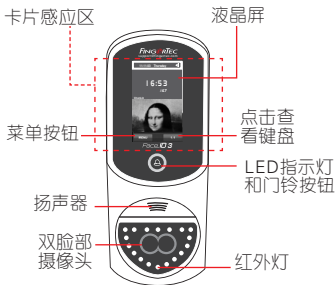 卡片感应区
液晶屏
FINGERTEC
16:53
菜单按钮
点击查
看键盘
Face ID 3
LED指示灯
和门铃按钮
扬声器
双脸部
摄像头
红外灯